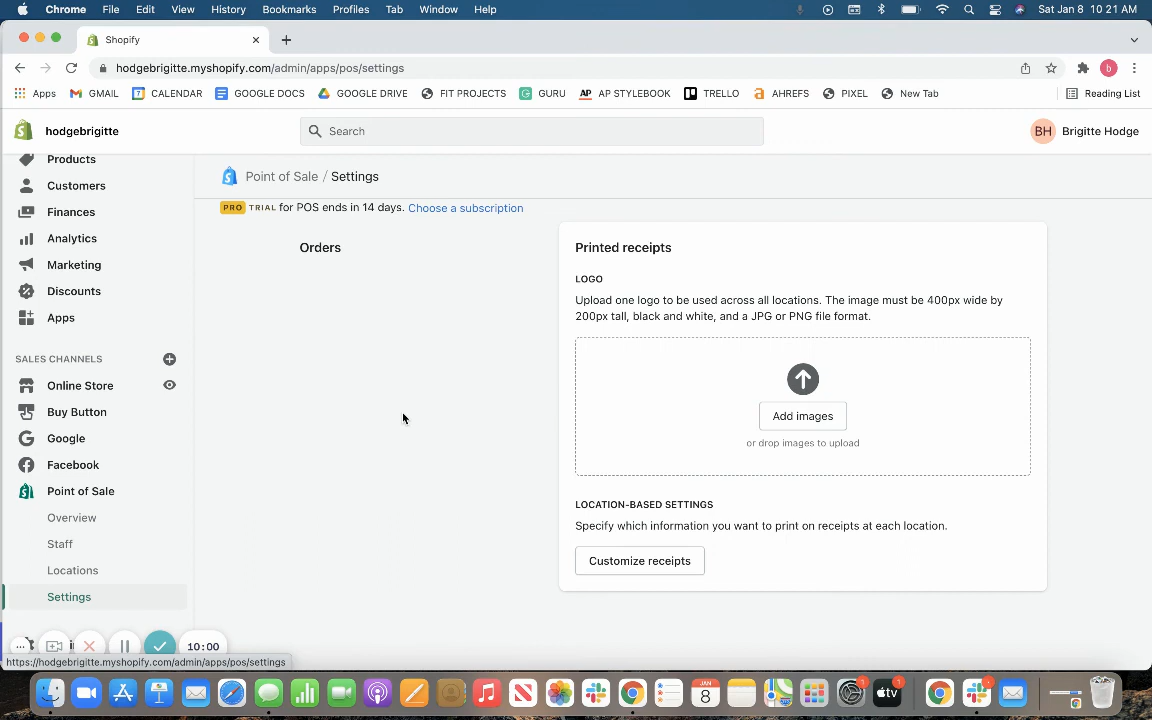 Chrome File Edit View History Bookmarks Profiles Tab Window Help Sat Jan 8 10 21 AM
Shopify
hodgebrigitte.myshopify.com/admin/apps/pos/settings b
Apps GMAIL 7 CALENDAR GOOGLE DOCS GOOGLE DRIVE FIT PROJECTS G GURU AP AP STYLEBOOK TRELLO a AHREFS PIXEL New Tab Reading List
hodgebrigitte Search BH Brigitte Hodge
Products
Customers
Finances
Analytics
Marketing
Discounts
Apps
SALES CHANNELS
Online Store
Buy Button
Google
Facebook
Point of Sale
Overview
Staff
Locations
Settings
10:00
https://hodgebrigitte.myshopify.com/admin/apps/pos/settings
Point of Sale / Settings
PRO TRIAL for POS ends in 14 days. Choose a subscription
Orders
Printed receipts
LOGO
Upload one logo to be used across all locations. The image must be 400px wide by
200px tall, black and white, and a JPG or PNG file format.
Add images
or drop images to upload
LOCATION-BASED SETTINGS
Specify which information you want to print on receipts at each location.
Customize receipts
JAN
8
1
tv
1